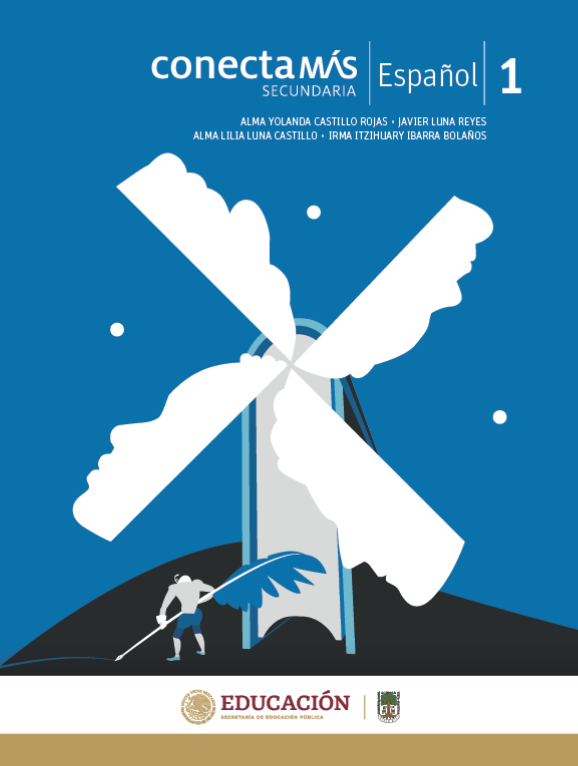 conectamás Español 1
SECUNDARIA
ALMA YOLANDA CASTILLO ROJAS • JAVIER LUNA REYES
ALMA LILIA LUNA CASTILLO • IRMA ITZIHUARY IBARRA BOLAÑOS
EDUCACIÓN
SECRETARÍA DE EDUCACIÓN PÚBLICA